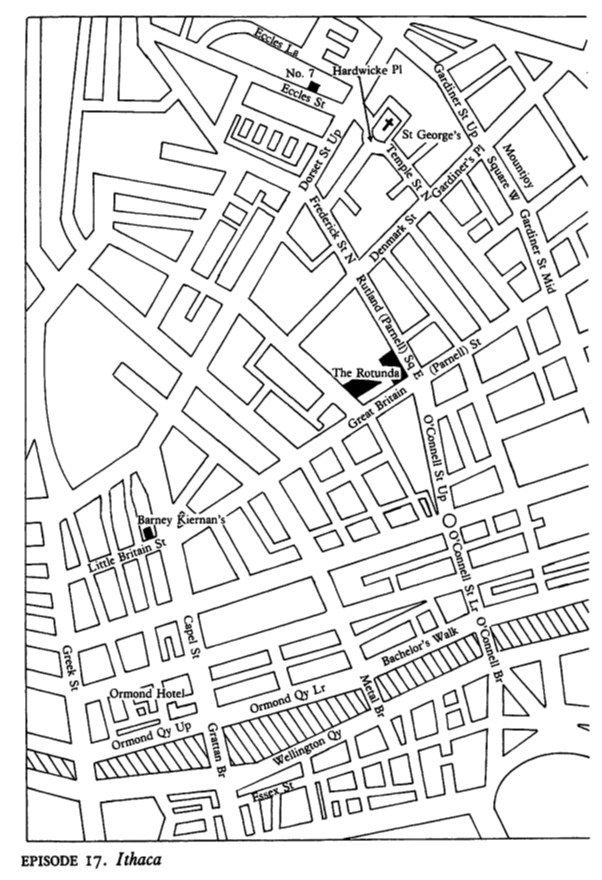 Eccles La
No. 7
Hardwicke Pl
Eccles St
Gardiner St Up
St George's
Dorset St Up
Temple St N
Gardiner's Pl
Mountjoy
Square W
Frederick St N
Denmark St
Gardiner St Mid
Rutland (Parnell) Sq E
The Rotunda
Great Britain
(Parnell) St
O'Connell St Up
Barney Kiernan's
Little Britain St
O'Connell St Lr
Capel St
O'Connell Br
Bachelor's Walk
Greek St
Ormond Hotel
Ormond Qy Lr
Metal Br
Ormond Qy Up
Grattan Br
Wellington Qy
Essex St
EPISODE 17. Ithaca